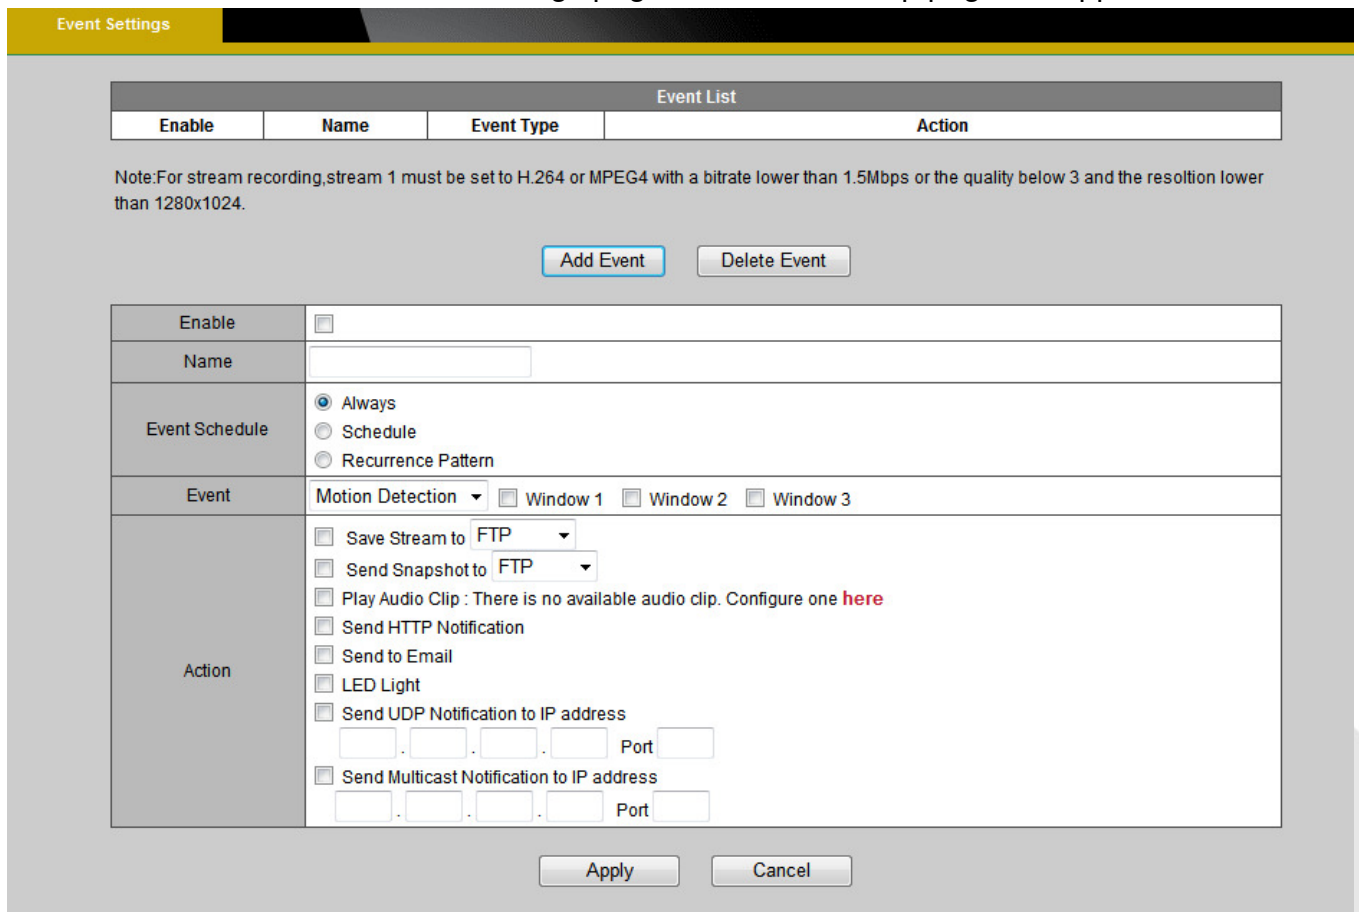 Event Settings
Event List
Enable Name Event Type Action
Note:For stream recording,stream 1 must be set to H.264 or MPEG4 with a bitrate lower than 1.5Mbps or the quality below 3 and the resoltion lower
than 1280x1024.
Add Event Delete Event
Enable
Name
Event Schedule
Always
Schedule
Recurrence Pattern
Event Motion Detection Window 1 Window 2 Window 3
Action
Save Stream to FTP
Send Snapshot to FTP
Play Audio Clip : There is no available audio clip. Configure one here
Send HTTP Notification
Send to Email
LED Light
Send UDP Notification to IP address
. . . Port
Send Multicast Notification to IP address
. . . Port
Apply Cancel